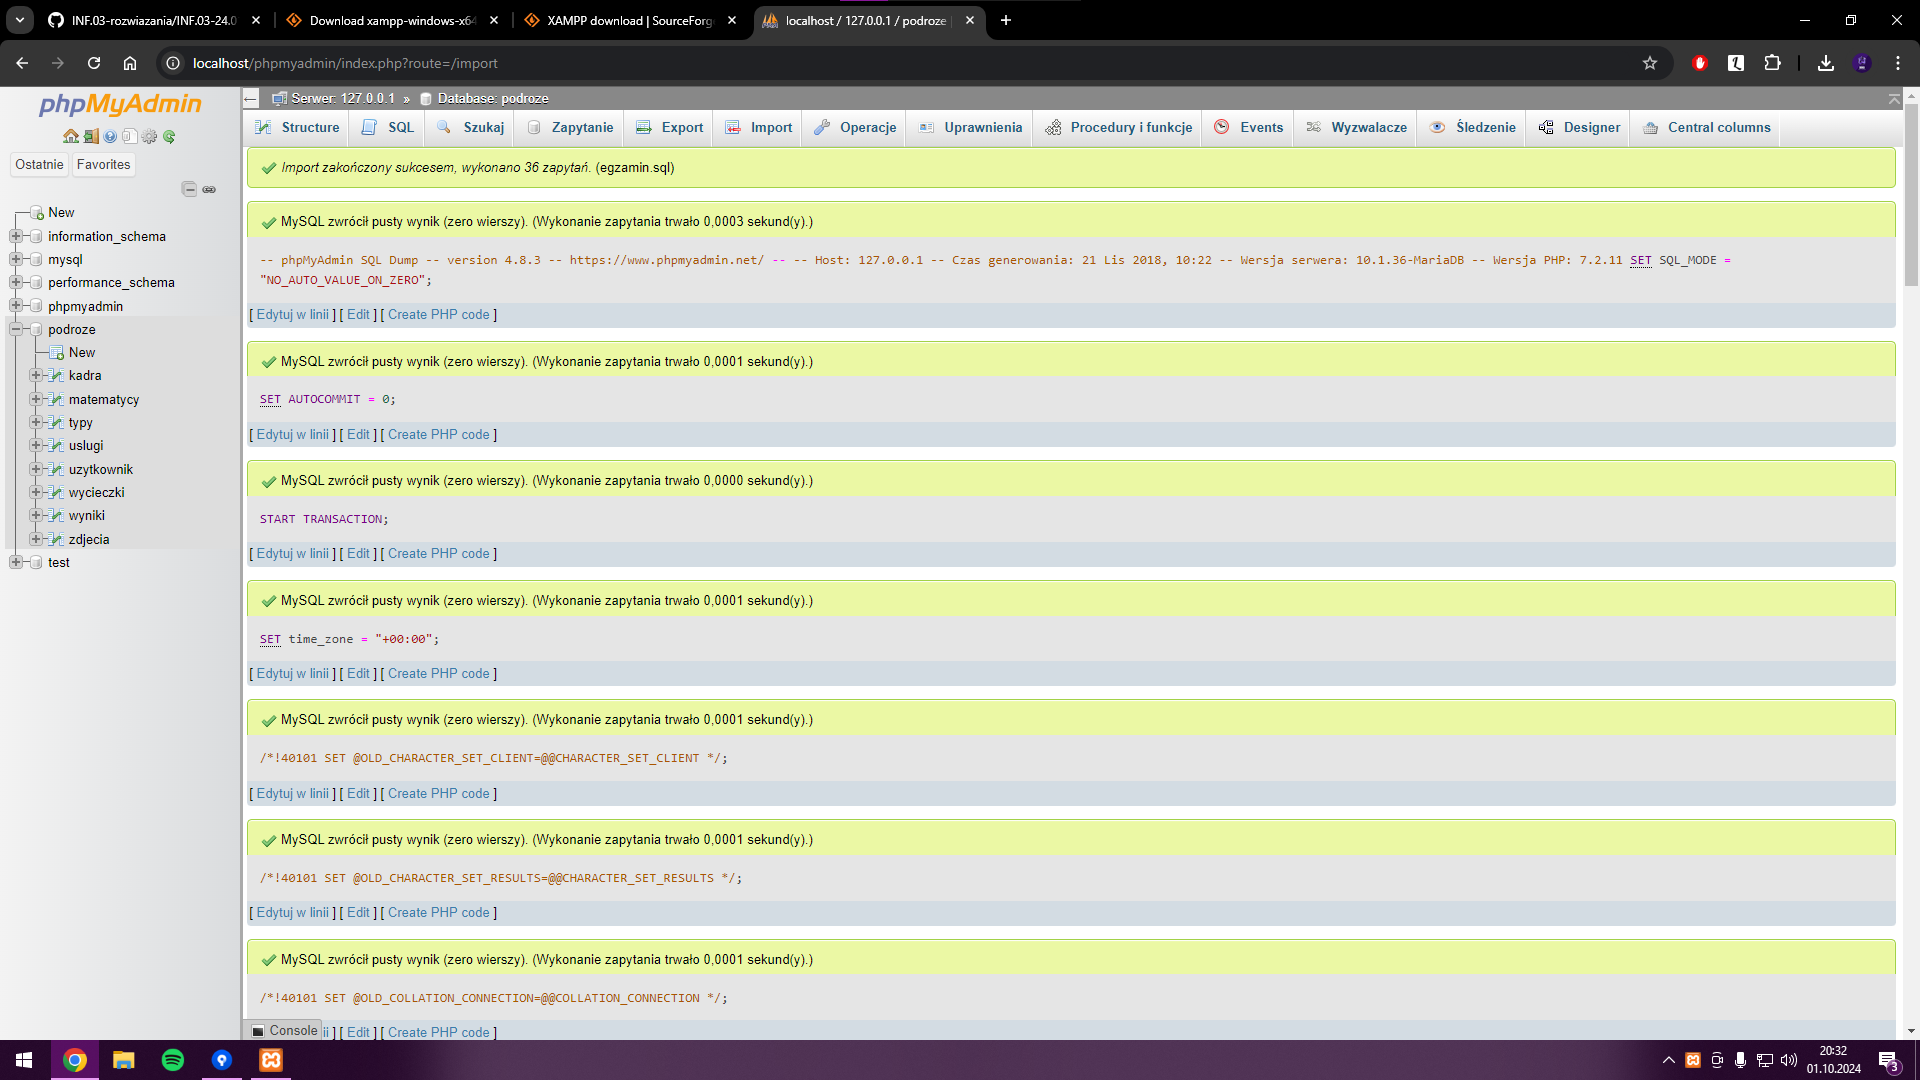 INF.03-rozwiazania/INF.03-24.0
Download xampp-windows-x64
XAMPP download | SourceForge
localhost / 127.0.0.1 / podroze
localhost/phpmyadmin/index.php?route=/import
phpMyAdmin
Ostatnie
Favorites
New
information_schema
mysql
performance_schema
phpmyadmin
podroze
New
kadra
matematycy
typy
uslugi
uzytkownik
wycieczki
wyniki
zdjecia
test
Serwer: 127.0.0.1 » Database: podroze
Structure SQL Szukaj Zapytanie Export Import Operacje Uprawnienia Procedury i funkcje Events Wyzwalacze Śledzenie Designer Central columns
Import zakończony sukcesem, wykonano 36 zapytań. (egzamin.sql)
MySQL zwrócił pusty wynik (zero wierszy). (Wykonanie zapytania trwało 0,0003 sekund(y).)
-- phpMyAdmin SQL Dump -- version 4.8.3 -- https://www.phpmyadmin.net/ -- -- Host: 127.0.0.1 -- Czas generowania: 21 Lis 2018, 10:22 -- Wersja serwera: 10.1.36-MariaDB -- Wersja PHP: 7.2.11 SET SQL_MODE =
"NO_AUTO_VALUE_ON_ZERO";
[ Edytuj w linii ] [ Edit ] [ Create PHP code ]
MySQL zwrócił pusty wynik (zero wierszy). (Wykonanie zapytania trwało 0,0001 sekund(y).)
SET AUTOCOMMIT = 0;
[ Edytuj w linii ] [ Edit ] [ Create PHP code ]
MySQL zwrócił pusty wynik (zero wierszy). (Wykonanie zapytania trwało 0,0000 sekund(y).)
START TRANSACTION;
[ Edytuj w linii ] [ Edit ] [ Create PHP code ]
MySQL zwrócił pusty wynik (zero wierszy). (Wykonanie zapytania trwało 0,0001 sekund(y).)
SET time_zone = "+00:00";
[ Edytuj w linii ] [ Edit ] [ Create PHP code ]
MySQL zwrócił pusty wynik (zero wierszy). (Wykonanie zapytania trwało 0,0001 sekund(y).)
/*!40101 SET @OLD_CHARACTER_SET_CLIENT=@@CHARACTER_SET_CLIENT */;
[ Edytuj w linii ] [ Edit ] [ Create PHP code ]
MySQL zwrócił pusty wynik (zero wierszy). (Wykonanie zapytania trwało 0,0001 sekund(y).)
/*!40101 SET @OLD_CHARACTER_SET_RESULTS=@@CHARACTER_SET_RESULTS */;
[ Edytuj w linii ] [ Edit ] [ Create PHP code ]
MySQL zwrócił pusty wynik (zero wierszy). (Wykonanie zapytania trwało 0,0001 sekund(y).)
/*!40101 SET @OLD_COLLATION_CONNECTION=@@COLLATION_CONNECTION */;
Console ii ] [ Edit ] [ Create PHP code ]
20:32
01.10.2024
3